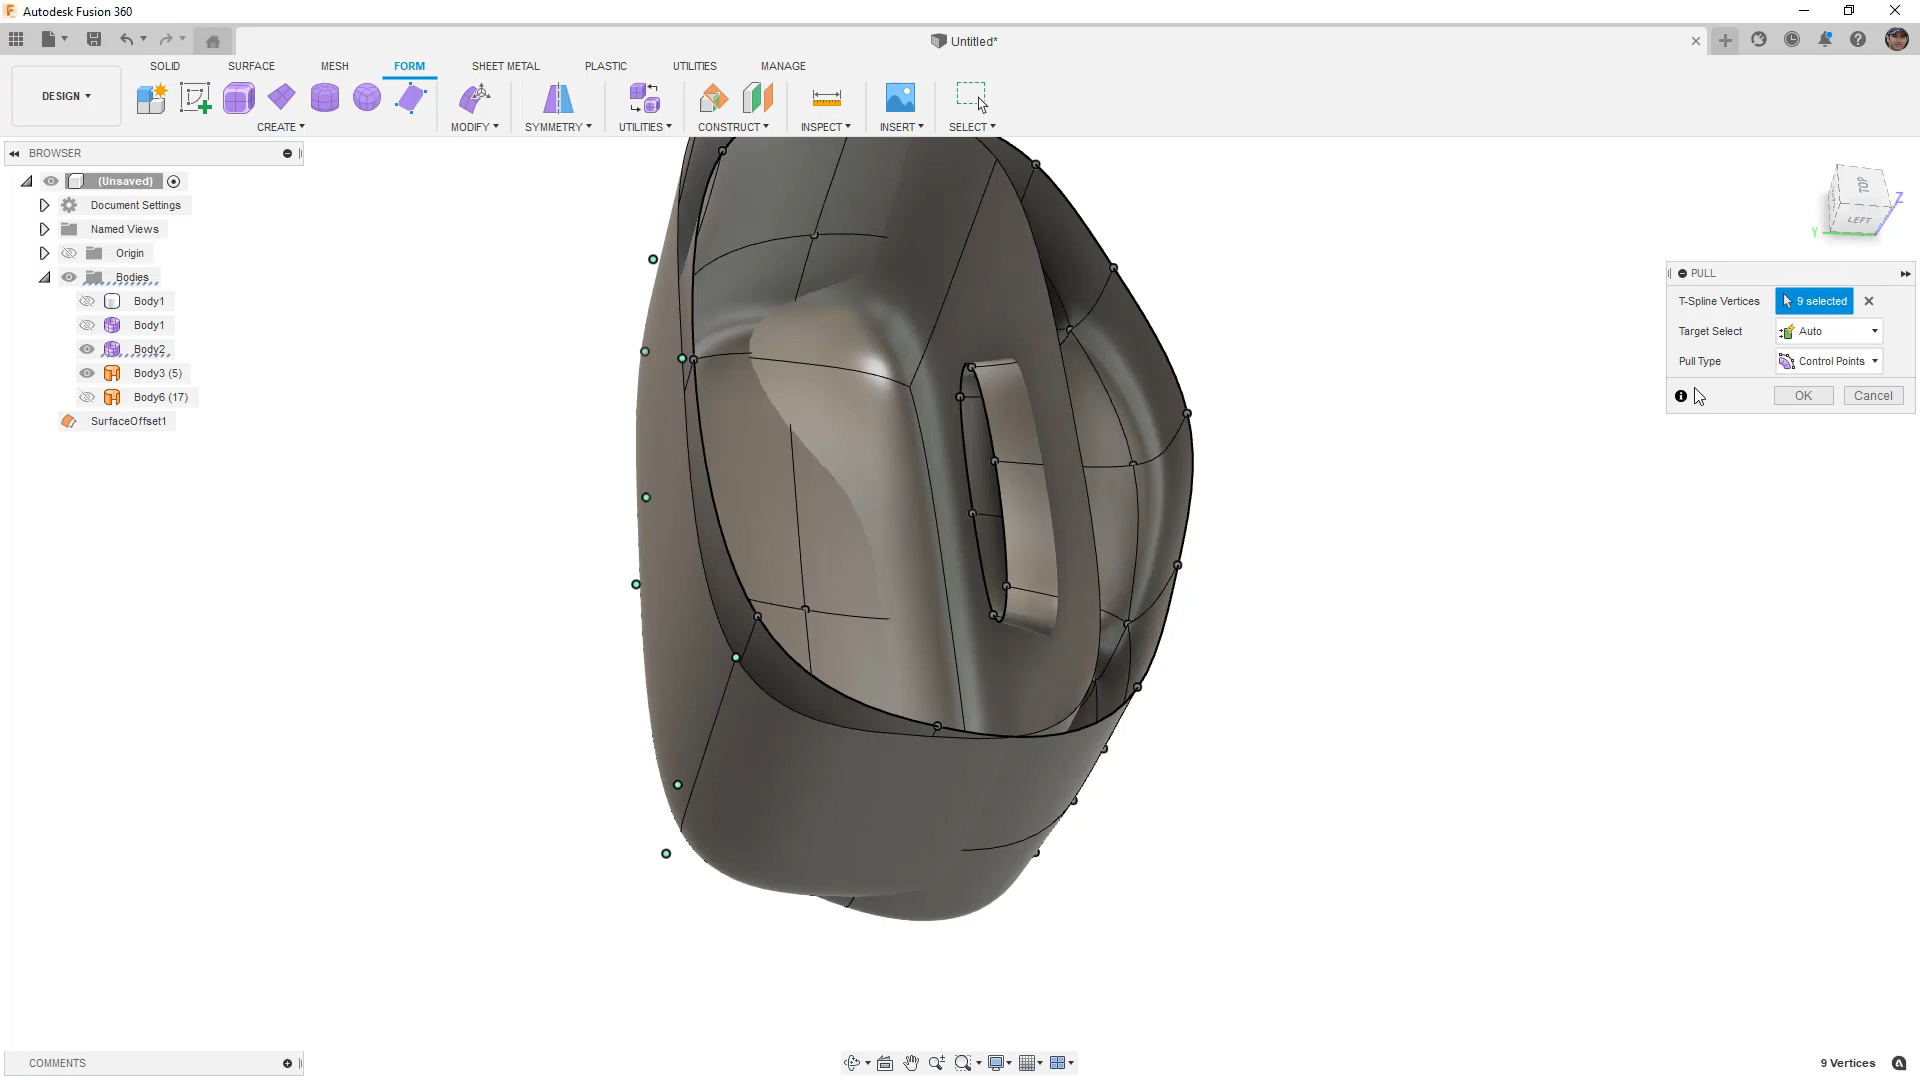 Autodesk Fusion 360
Untitled*
DESIGN
SOLID
SURFACE
MESH
FORM
SHEET METAL
PLASTIC
UTILITIES
MANAGE
CREATE
MODIFY
SYMMETRY
UTILITIES
CONSTRUCT
INSPECT
INSERT
SELECT
BROWSER
(Unsaved)
Document Settings
Named Views
Origin
Bodies
Body1
Body1
Body2
Body3 (5)
Body6 (17)
SurfaceOffset1
TOP
LEFT
Z
Y
PULL
T-Spline Vertices
9 selected
Target Select
Auto
Pull Type
Control Points
OK
Cancel
COMMENTS
9 Vertices